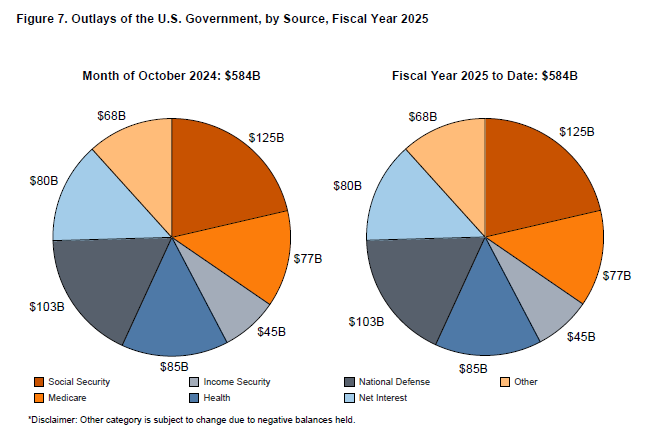 Figure 7. Outlays of the U.S. Government, by Source, Fiscal Year 2025
Month of October 2024: $584B
$68B
$125B
$80B
$77B
$103B
$45B
$85B
Fiscal Year 2025 to Date: $584B
$68B
$125B
$80B
$77B
$103B
$45B
$85B
Social Security
Income Security
National Defense
Other
Medicare
Health
Net Interest
*Disclaimer: Other category is subject to change due to negative balances held.